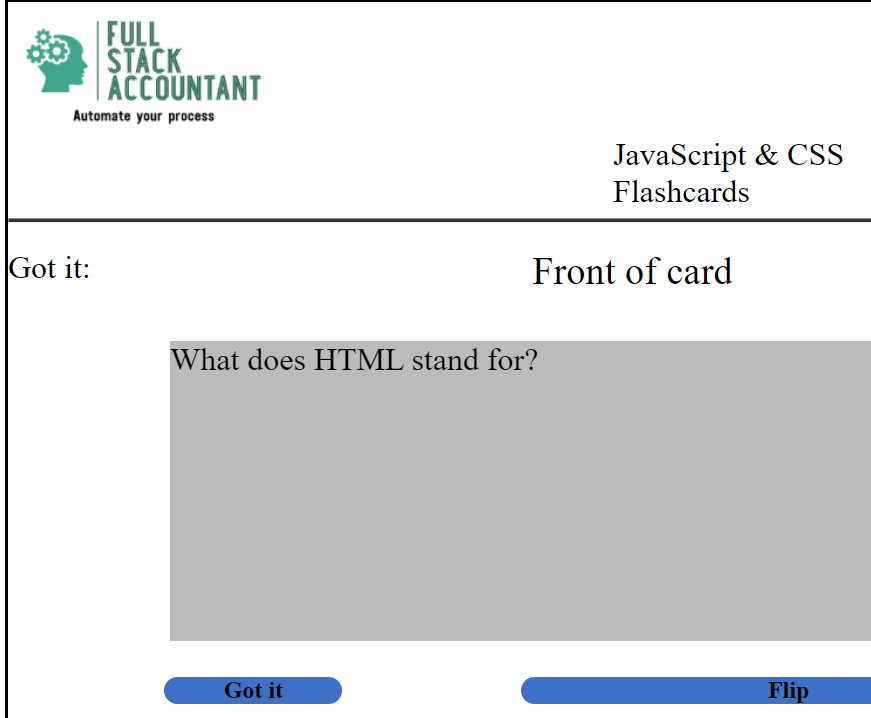 FULL
STACK
ACCOUNTANT
Automate your process
JavaScript & CSS
Flashcards
Got it:
Front of card
What does HTML stand for?
Got it
Flip